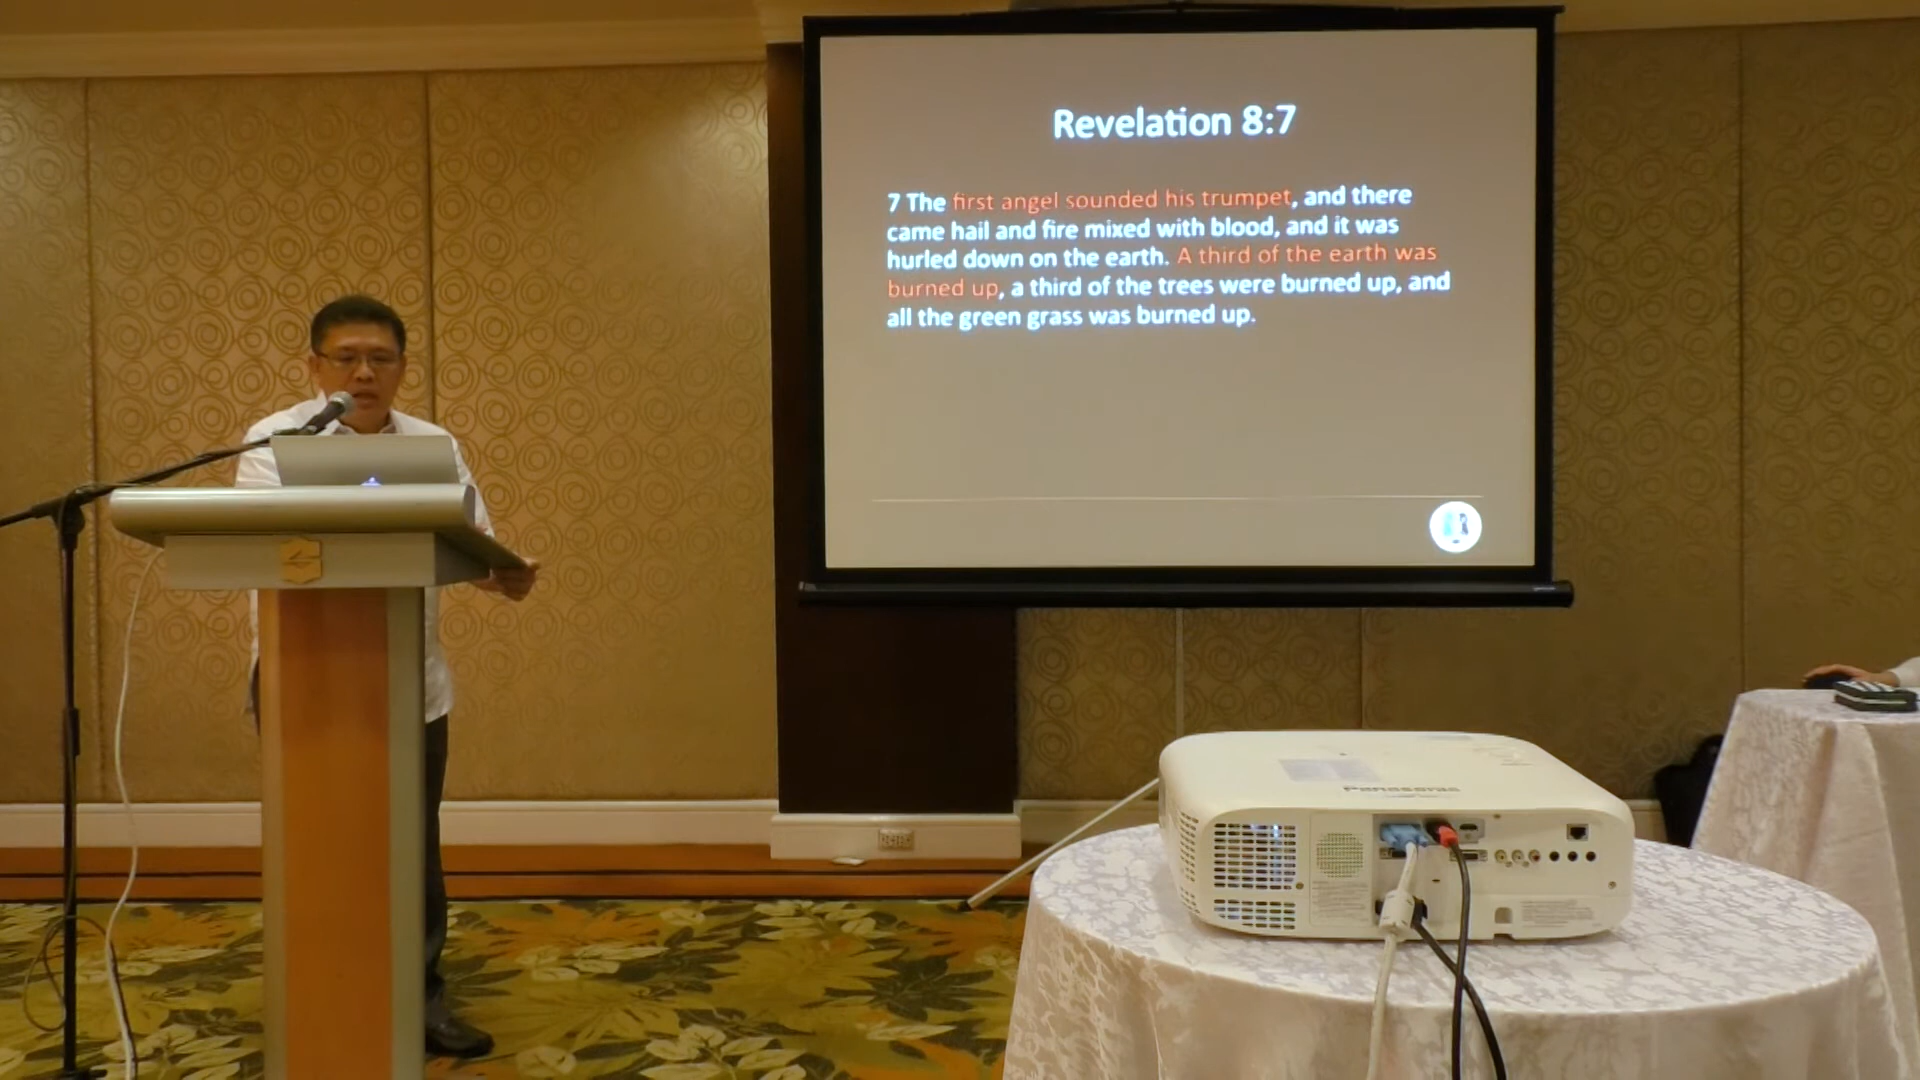 Revelation 8:7
7 The first angel sounded his trumpet, and there
came hail and fire mixed with blood, and it was
hurled down on the earth. A third of the earth was
burned up, a third of the trees were burned up, and
all the green grass was burned up.
Panasonic